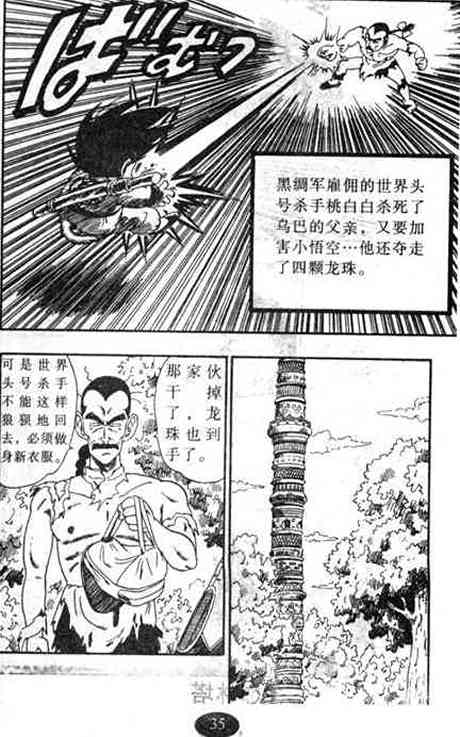 黑绸军雇佣的世界头
号杀手桃白白杀死了
乌巴的父亲，又要加
害小悟空…他还夺走
了四颗龙珠。
那家伙
干掉
了，龙
珠也到
手了。
可是世界
头号杀手
不能这样
狼狈地回
去，必须做
身新衣服。
35